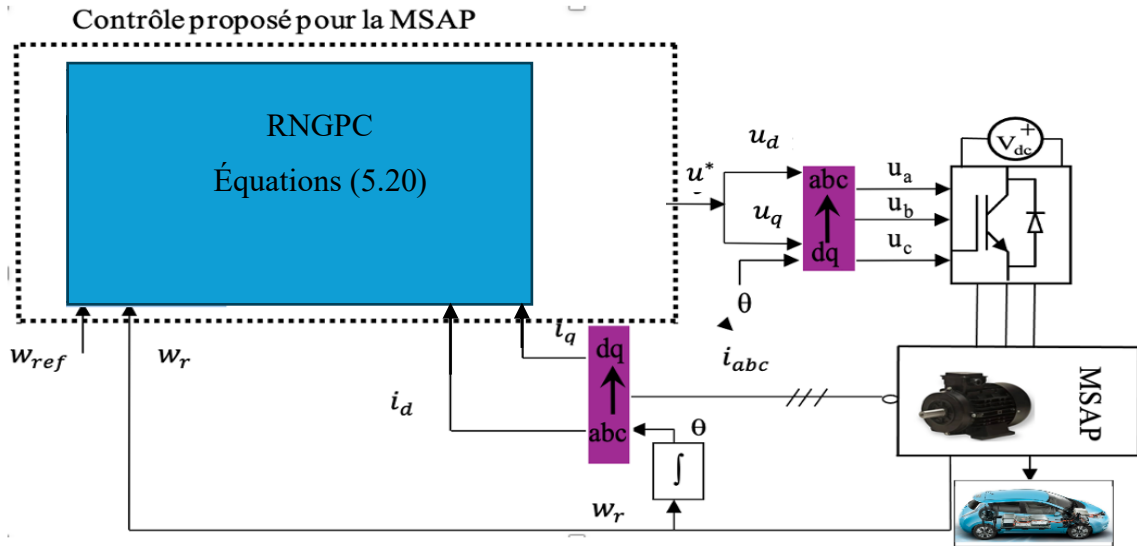 Contrôle proposé pour la MSAP
RNGPC
Équations (5.20)
u*
u_d
u_q
θ
abc
dq
u_a
u_b
u_c
V_dc
+
w_ref
w_r
i_q
i_d
dq
abc
θ
∫
w_r
i_abc
MSAP